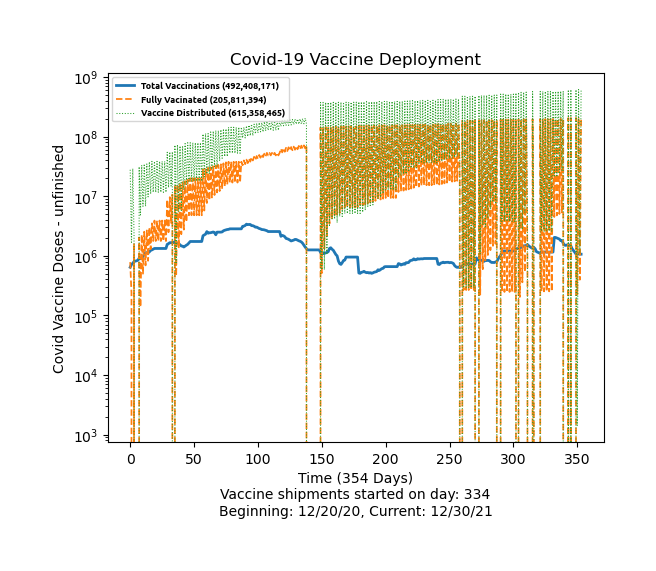 Covid-19 Vaccine Deployment
Total Vaccinations (492,408,171)
Fully Vacinated (205,811,394)
Vaccine Distributed (615,358,465)
Covid Vaccine Doses - unfinished
10⁹
10⁸
10⁷
10⁶
10⁵
10⁴
10³
0 50 100 150 200 250 300 350
Time (354 Days)
Vaccine shipments started on day: 334
Beginning: 12/20/20, Current: 12/30/21